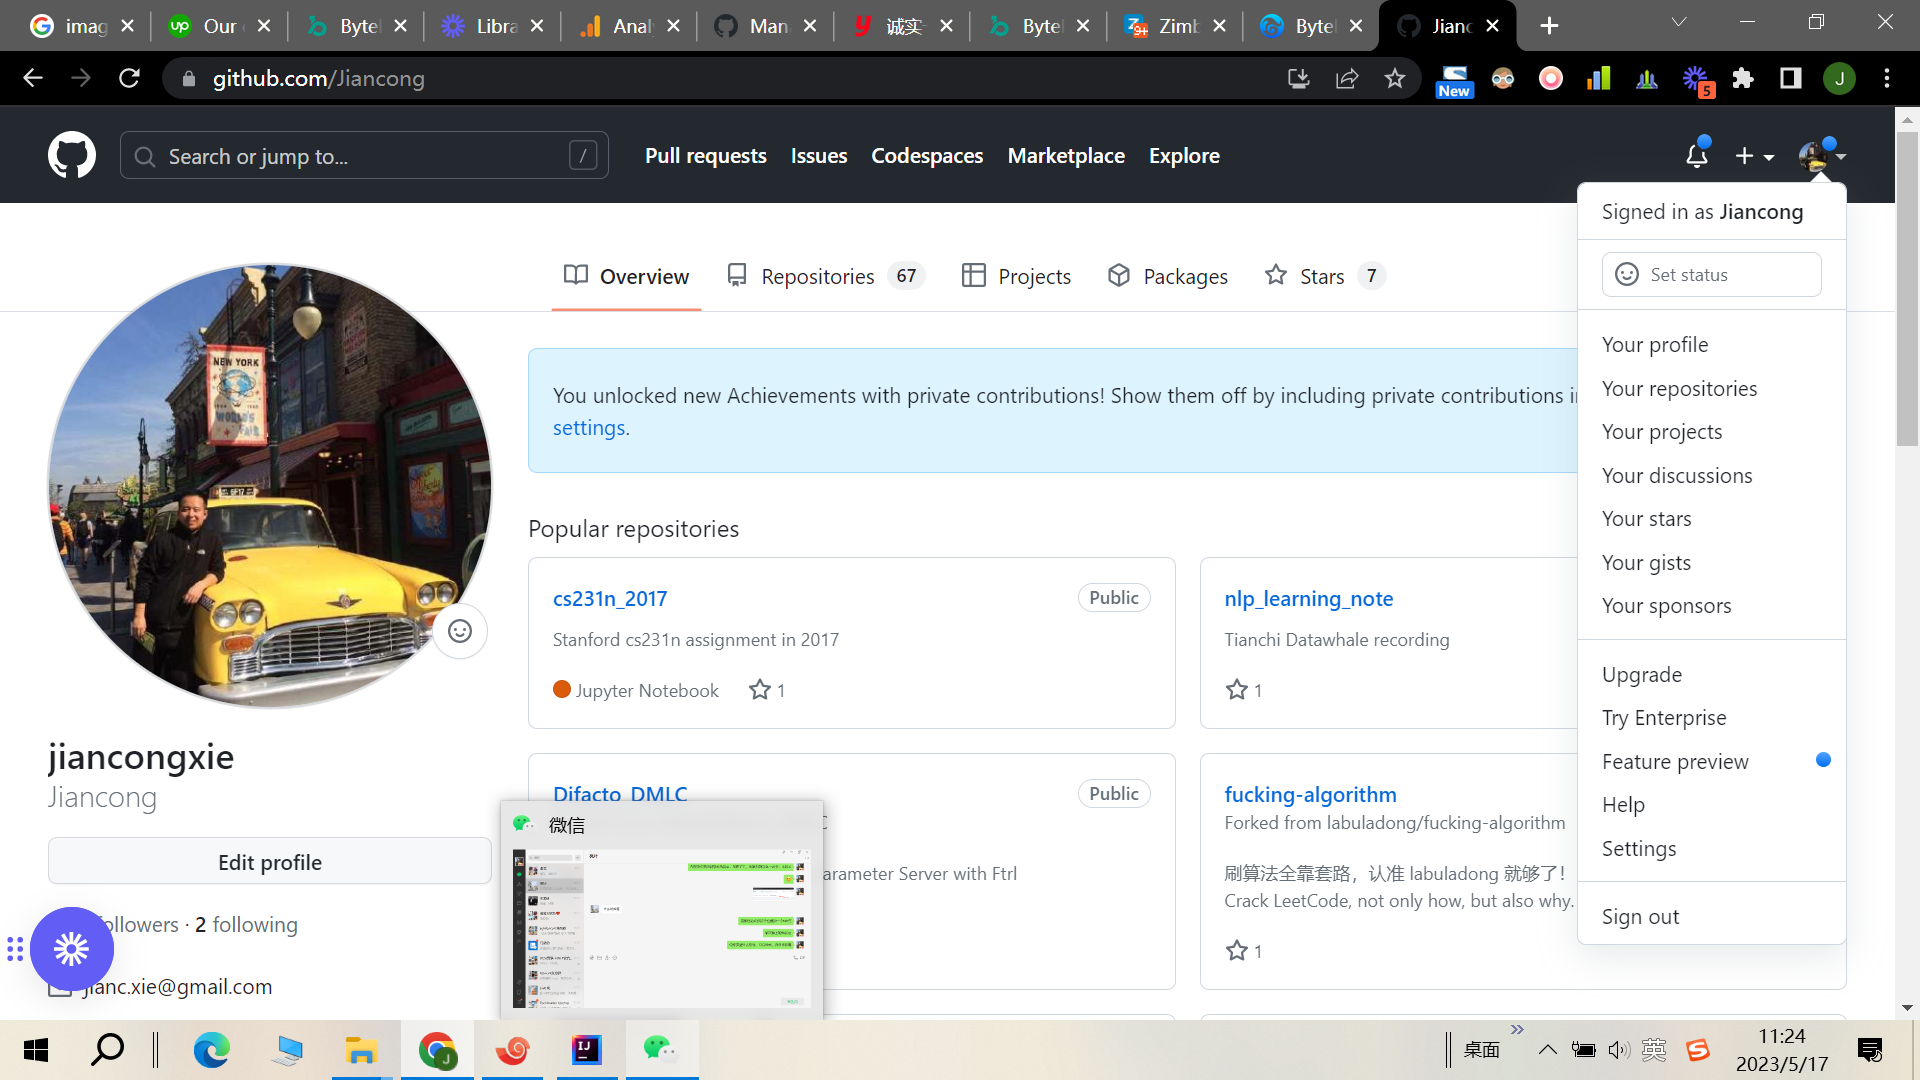 imag
Our
Byte
Libra
Anal
Man
诚实
Byte
Zimb
Byte
Jianc
github.com/Jiancong
New
5
J
Search or jump to...
/
Pull requests
Issues
Codespaces
Marketplace
Explore
Signed in as Jiancong
Set status
Your profile
Your repositories
Your projects
Your discussions
Your stars
Your gists
Your sponsors
Upgrade
Try Enterprise
Feature preview
Help
Settings
Sign out
Overview
Repositories 67
Projects
Packages
Stars 7
You unlocked new Achievements with private contributions! Show them off by including private contributions i
settings.
Popular repositories
cs231n_2017
Public
Stanford cs231n assignment in 2017
Jupyter Notebook
1
nlp_learning_note
Tianchi Datawhale recording
1
Difacto_DMLC
Public
arameter Server with Ftrl
fucking-algorithm
Forked from labuladong/fucking-algorithm
刷算法全靠套路，认准 labuladong 就够了！
Crack LeetCode, not only how, but also why.
1
NEW YORK
WORLD'S
FAIR
jiancongxie
Jiancong
Edit profile
ollowers · 2 following
jianc.xie@gmail.com
微信
桌面
英
11:24
2023/5/17